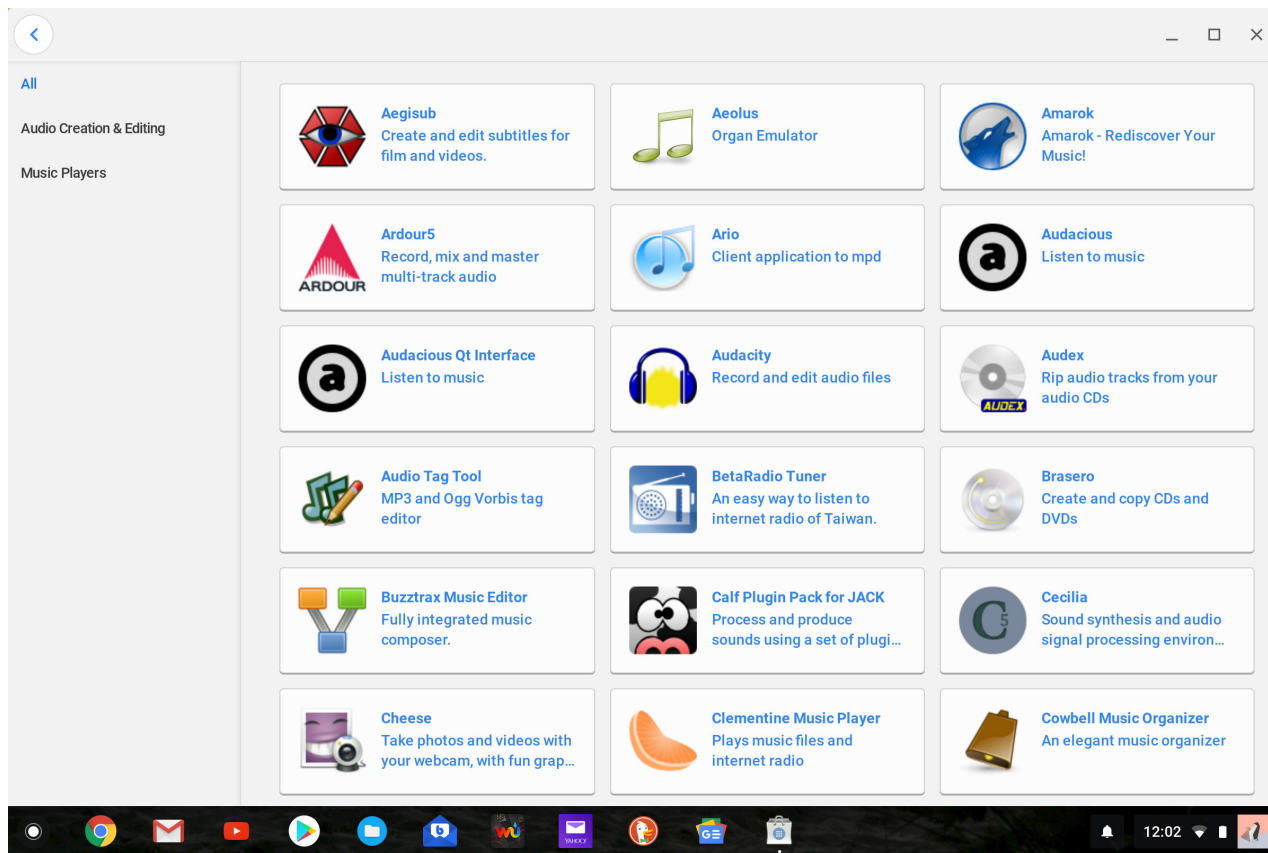 All
Audio Creation & Editing
Music Players
Aegisub
Create and edit subtitles for
film and videos.
Aeolus
Organ Emulator
Amarok
Amarok - Rediscover Your
Music!
ARDOUR
Ardour5
Record, mix and master
multi-track audio
Ario
Client application to mpd
a
Audacious
Listen to music
a
Audacious Qt Interface
Listen to music
Audacity
Record and edit audio files
AUDEX
Audex
Rip audio tracks from your
audio CDs
Audio Tag Tool
MP3 and Ogg Vorbis tag
editor
BetaRadio Tuner
An easy way to listen to
internet radio of Taiwan.
Brasero
Create and copy CDs and
DVDs
Buzztrax Music Editor
Fully integrated music
composer.
Calf Plugin Pack for JACK
Process and produce
sounds using a set of plugi...
C5
Cecilia
Sound synthesis and audio
signal processing environ...
Cheese
Take photos and videos with
your webcam, with fun grap...
Clementine Music Player
Plays music files and
internet radio
Cowbell Music Organizer
An elegant music organizer
b
wu
YAHOO!
GE
12:02